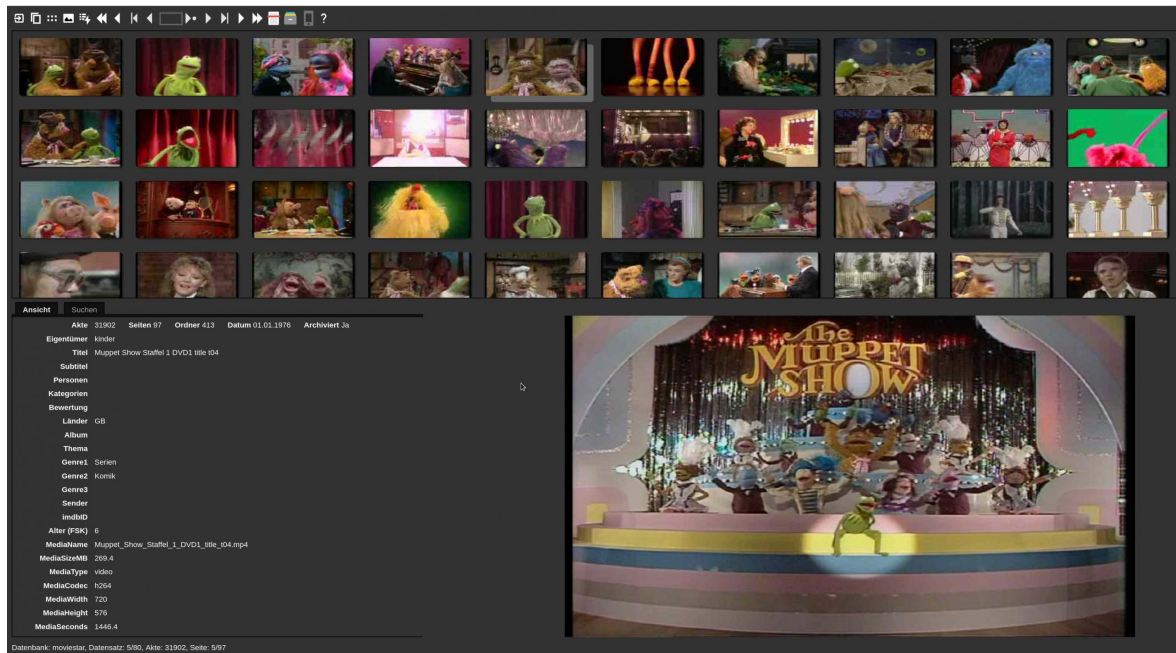 ?
Ansicht Suchen
Akte 31902 Seiten 97 Ordner 413 Datum 01.01.1976 Archiviert Ja
Eigentümer kinder
Titel Muppet Show Staffel 1 DVD1 title t04
Subtitel
Personen
Kategorien
Bewertung
Länder GB
Album
Thema
Genre1 Serien
Genre2 Komik
Genre3
Sender
imdbID
Alter (FSK) 6
MediaName Muppet_Show_Staffel_1_DVD1_title_t04.mp4
MediaSizeMB 269.4
MediaType video
MediaCodec h264
MediaWidth 720
MediaHeight 576
MediaSeconds 1446.4
The
MUPPET
SHOW
Datenbank: moviestar, Datensatz: 5/80, Akte: 31902, Seite: 5/97